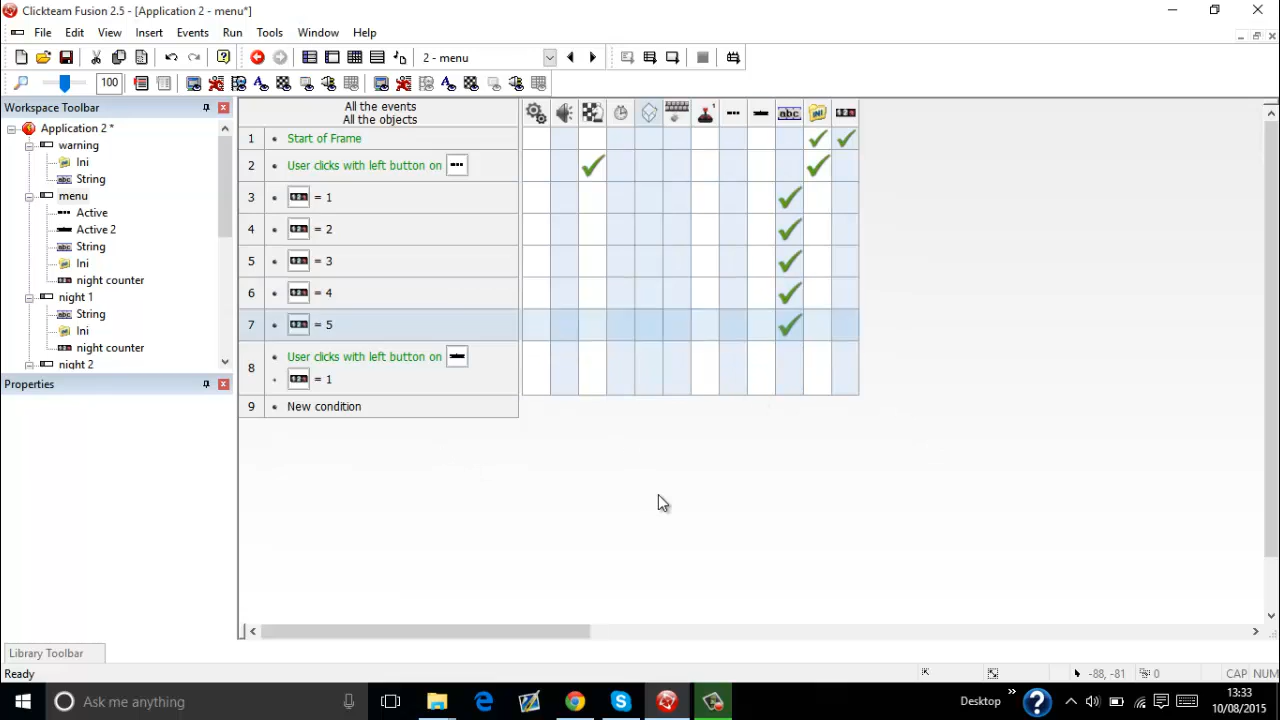 Clickteam Fusion 2.5 - [Application 2 - menu*]
File Edit View Insert Events Run Tools Window Help
2 - menu
100
Workspace Toolbar
Application 2 *
warning
Ini
String
menu
Active
Active 2
String
Ini
night counter
night 1
String
Ini
night counter
night 2
Properties
Library Toolbar
All the events
All the objects
abc INI
1 Start of Frame
2 User clicks with left button on
3 = 1
4 = 2
5 = 3
6 = 4
7 = 5
8 User clicks with left button on
= 1
9 New condition
Ready
-88, -81 0 CAP NUM
Ask me anything
Desktop
13:33
10/08/2015